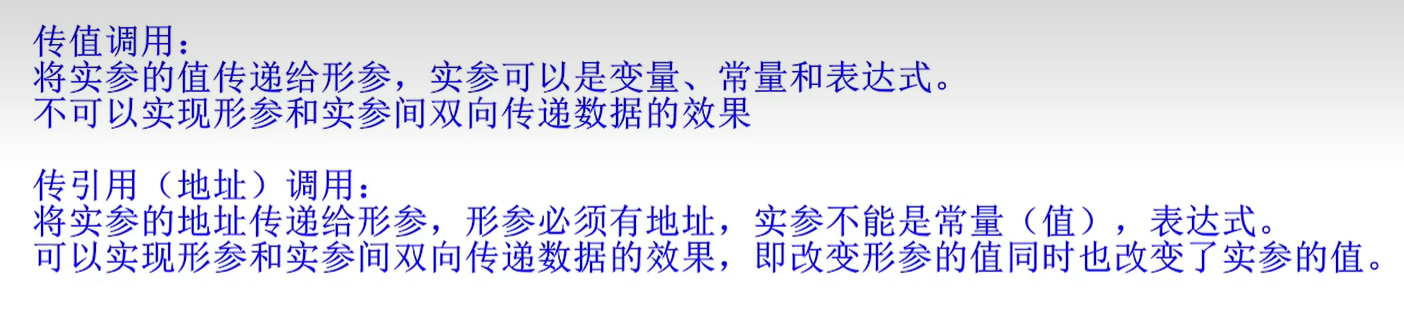 传值调用：
将实参的值传递给形参，实参可以是变量、常量和表达式。
不可以实现形参和实参间双向传递数据的效果
传引用（地址）调用：
将实参的地址传递给形参，形参必须有地址，实参不能是常量（值），表达式。
可以实现形参和实参间双向传递数据的效果，即改变形参的值同时也改变了实参的值。